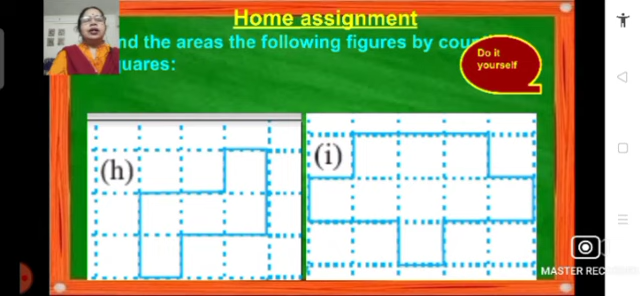 Home assignment
nd the areas the following figures by cou
uares:
Do it
yourself
(h)
(i)
MASTER REC